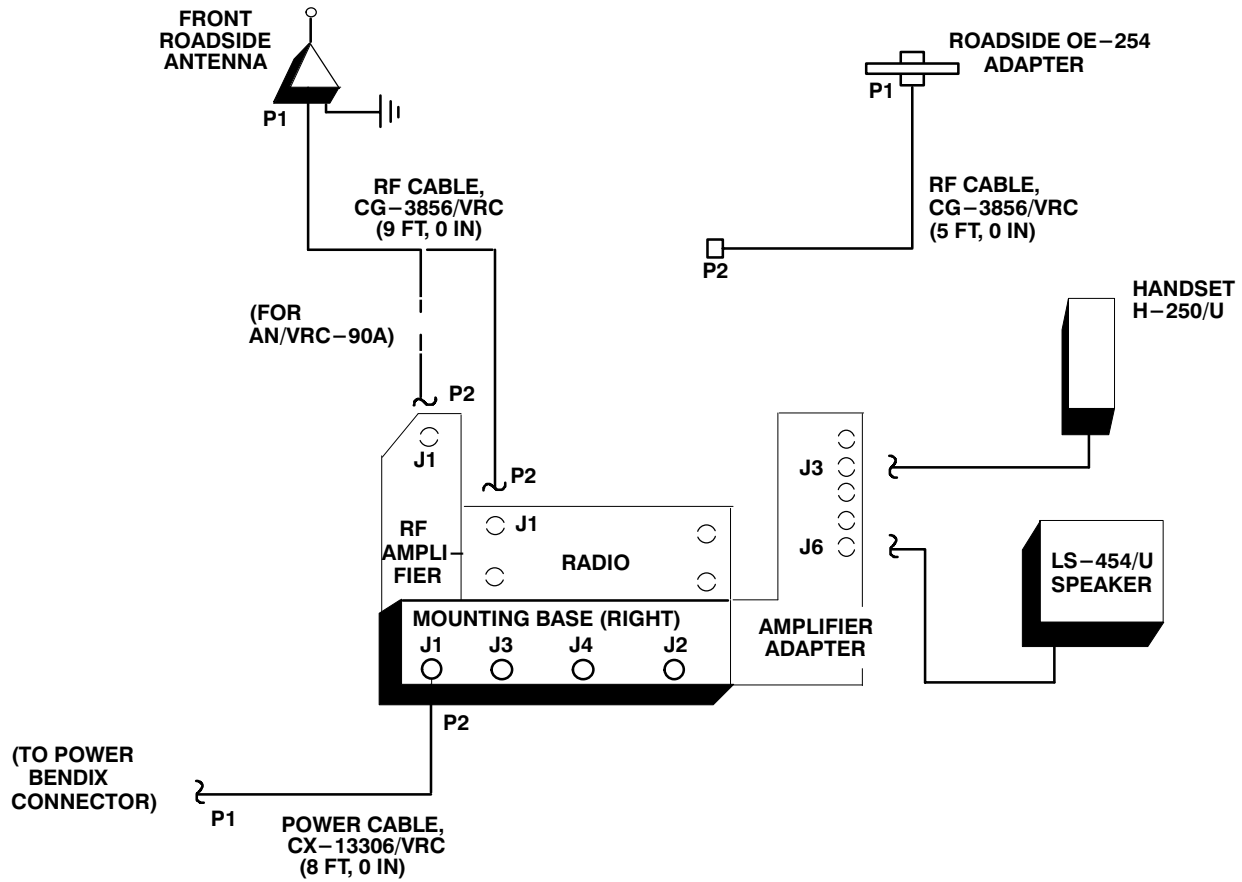 FRONT
ROADSIDE
ANTENNA
P1
ROADSIDE OE−254
ADAPTER
P1
RF CABLE,
CG−3856/VRC
(9 FT, 0 IN)
RF CABLE,
CG−3856/VRC
(5 FT, 0 IN)
P2
HANDSET
H−250/U
(FOR
AN/VRC−90A)
P2
J1
P2
J1
J3
J6
RF
AMPLI−
FIER
RADIO
LS−454/U
SPEAKER
MOUNTING BASE (RIGHT)
J1
J3
J4
J2
AMPLIFIER
ADAPTER
P2
(TO POWER
BENDIX
CONNECTOR)
P1
POWER CABLE,
CX−13306/VRC
(8 FT, 0 IN)